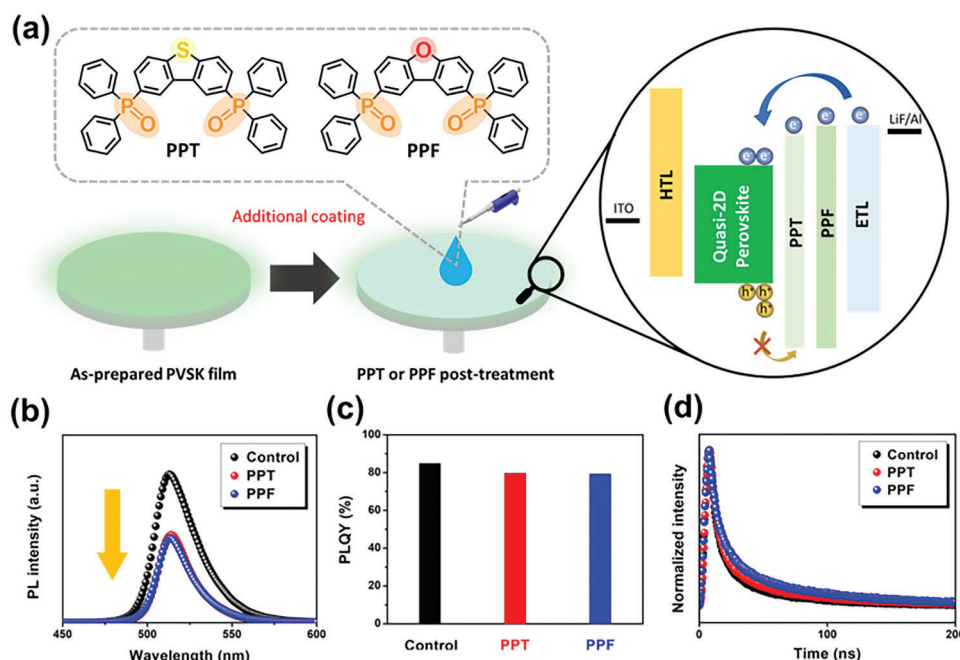 (a)
S
O
P
O
P
O
P
O
P
O
PPT
PPF
Additional coating
As-prepared PVSK film
PPT or PPF post-treatment
ITO
HTL
Quasi-2D
Perovskite
PPT
PPF
ETL
LiF/Al
e⁻
e⁻
e⁻
e⁻
e⁻
h⁺
h⁺
h⁺
(b)
PL intensity (a.u.)
Control
PPT
PPF
450
500
550
600
Wavelength (nm)
(c)
PLQY (%)
100
80
60
40
20
0
Control
PPT
PPF
(d)
Normalized intensity
Control
PPT
PPF
0
100
200
Time (ns)